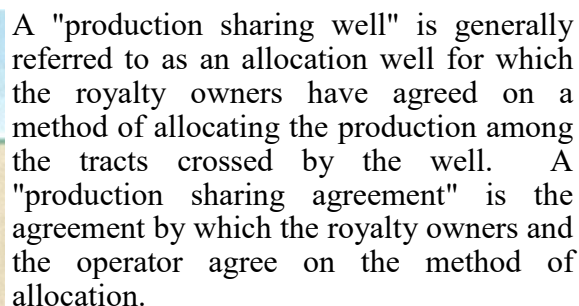 A "production sharing well" is generally
referred to as an allocation well for which
the royalty owners have agreed on a
method of allocating the production among
the tracts crossed by the well. A
"production sharing agreement" is the
agreement by which the royalty owners and
the operator agree on the method of
allocation.